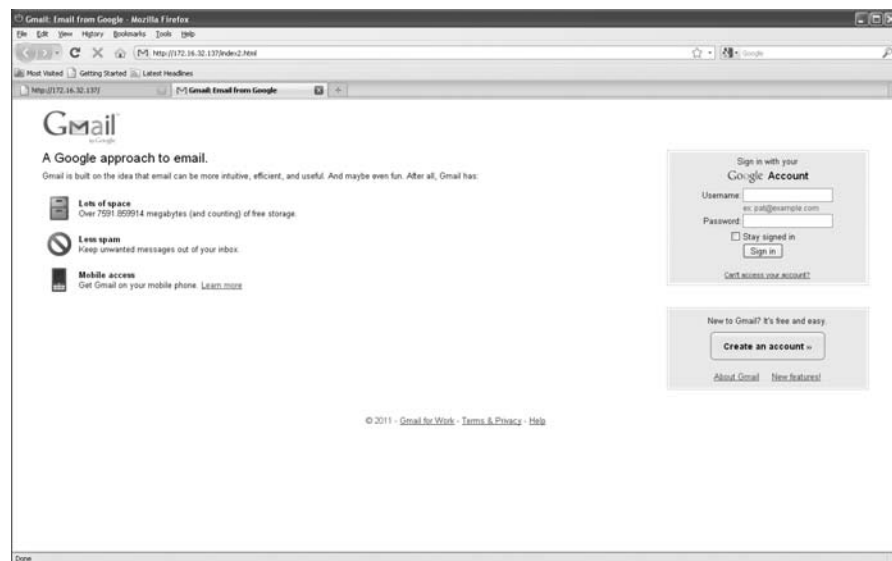 Gmail: Email from Google - Mozilla Firefox
File Edit View History Bookmarks Tools Help
http://172.16.32.137/index2.html
Google
Most Visited Getting Started Latest Headlines
http://172.16.32.137/
Gmail: Email from Google
Gmail
by Google
A Google approach to email.
Gmail is built on the idea that email can be more intuitive, efficient, and useful. And maybe even fun. After all, Gmail has:
Lots of space
Over 7591.859914 megabytes (and counting) of free storage.
Less spam
Keep unwanted messages out of your inbox.
Mobile access
Get Gmail on your mobile phone. Learn more
Sign in with your
Google Account
Username:
ex: pat@example.com
Password:
Stay signed in
Sign in
Can't access your account?
New to Gmail? It's free and easy.
Create an account »
About Gmail New features!
© 2011 - Gmail for Work - Terms & Privacy - Help
Done